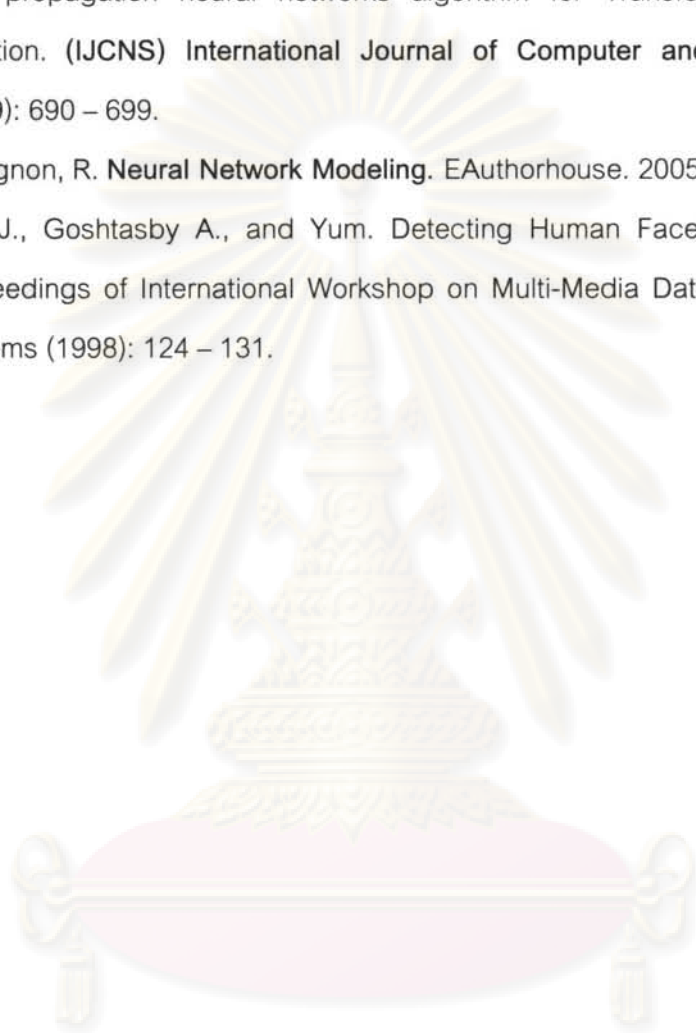 propagation neural networks algorithm for
tion. (IJCNS) International Journal of Computer and
): 690 – 699.
gnon, R. Neural Network Modeling. EAuthorhouse. 2005
J., Goshtasby A., and Yum. Detecting Human Face
eedings of International Workshop on Multi-Media Dat
ms (1998): 124 – 131.